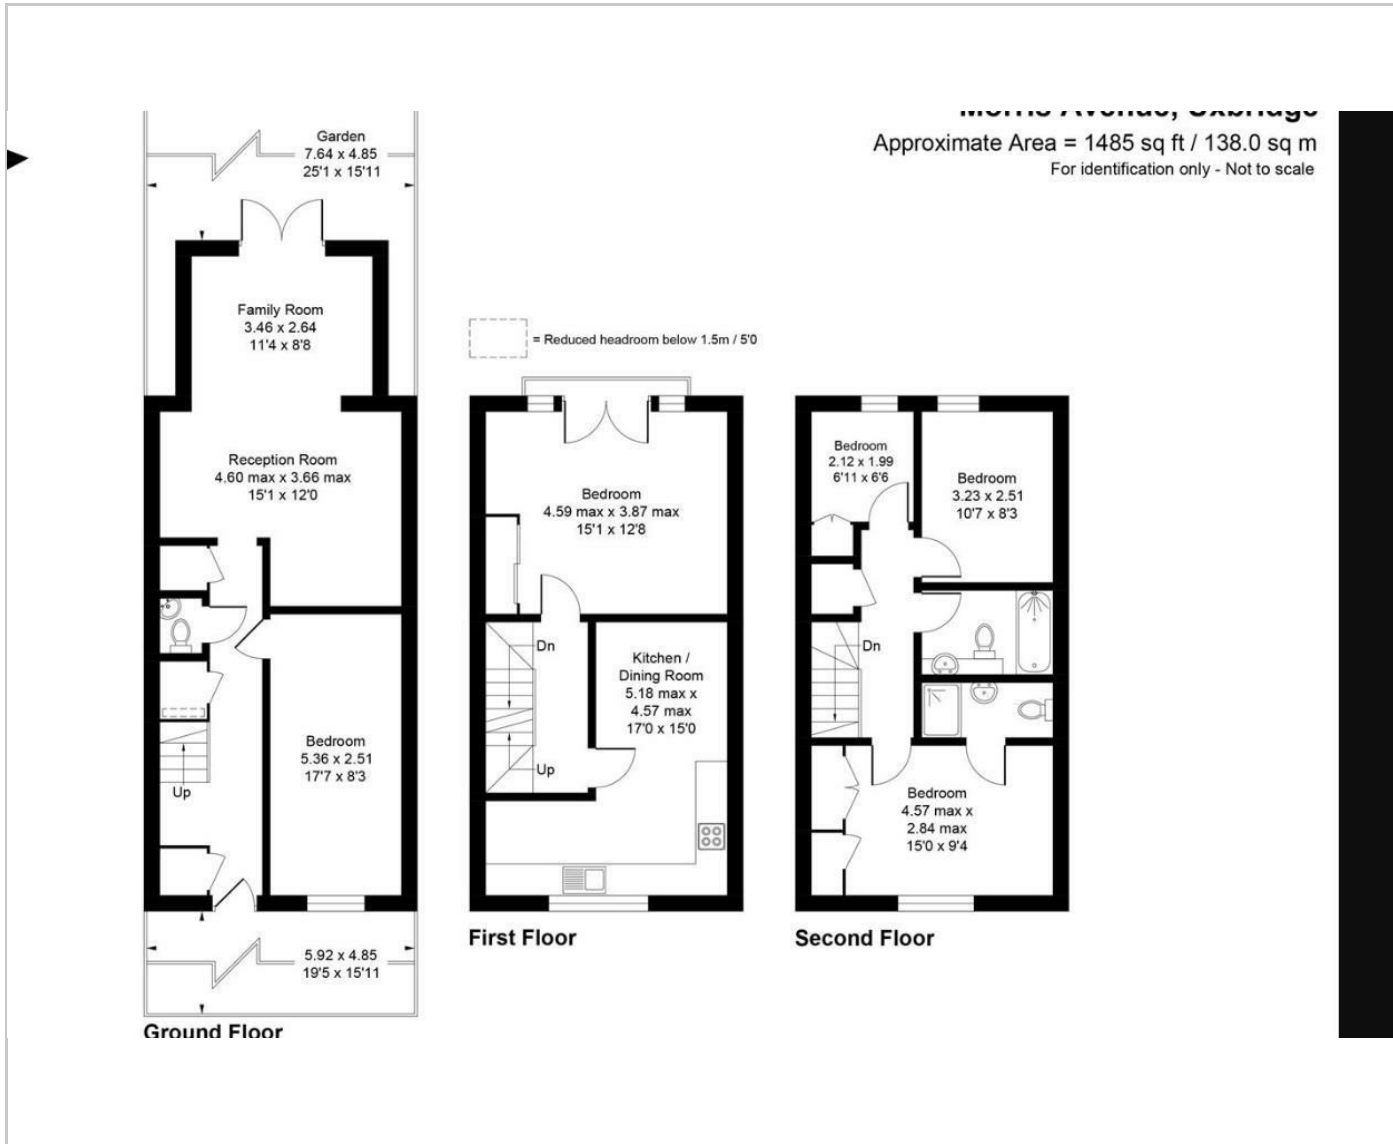 Morris Avenue, Uxbridge
Approximate Area = 1485 sq ft / 138.0 sq m
For identification only - Not to scale
Garden
7.64 x 4.85
25'1 x 15'11
Family Room
3.46 x 2.64
11'4 x 8'8
Reception Room
4.60 max x 3.66 max
15'1 x 12'0
Bedroom
5.36 x 2.51
17'7 x 8'3
Up
5.92 x 4.85
19'5 x 15'11
Ground Floor
= Reduced headroom below 1.5m / 5'0
Bedroom
4.59 max x 3.87 max
15'1 x 12'8
Dn
Kitchen /
Dining Room
5.18 max x
4.57 max
17'0 x 15'0
Up
First Floor
Bedroom
2.12 x 1.99
6'11 x 6'6
Bedroom
3.23 x 2.51
10'7 x 8'3
Dn
Bedroom
4.57 max x
2.84 max
15'0 x 9'4
Second Floor